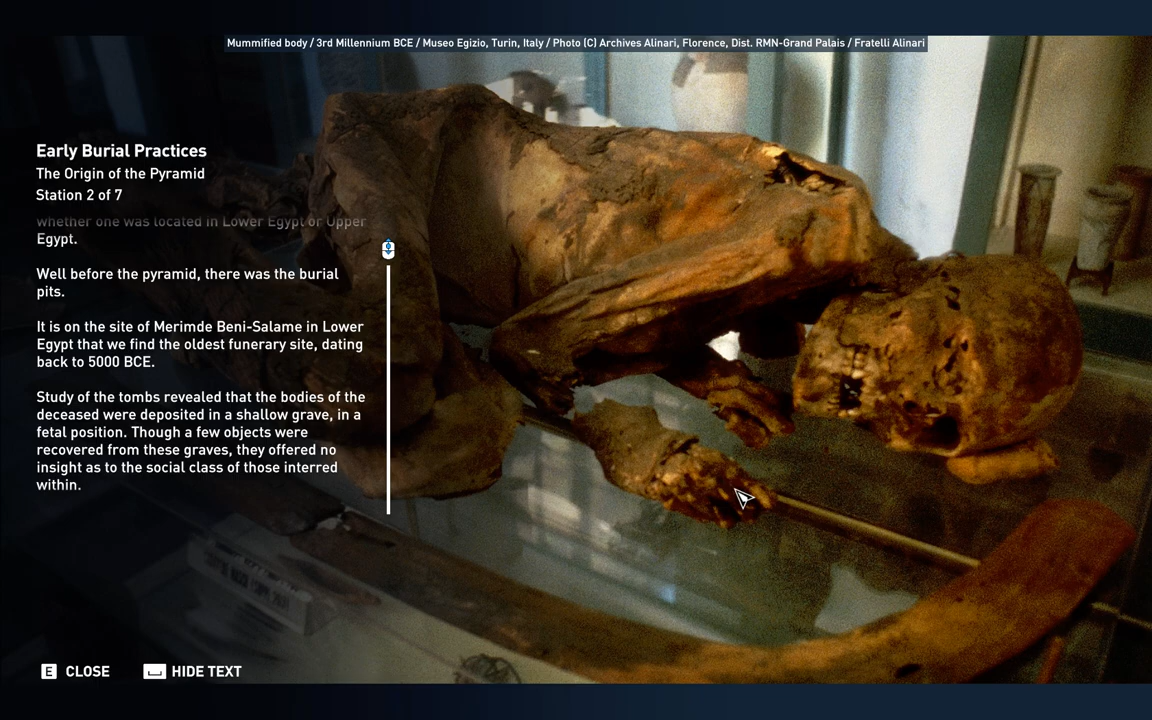 Mummified body / 3rd Millennium BCE / Museo Egizio, Turin, Italy / Photo (C) Archives Alinari, Florence, Dist. RMN-Grand Palais / Fratelli Alinari
Early Burial Practices
The Origin of the Pyramid
Station 2 of 7
whether one was located in Lower Egypt or Upper
Egypt.
Well before the pyramid, there was the burial
pits.
It is on the site of Merimde Beni-Salame in Lower
Egypt that we find the oldest funerary site, dating
back to 5000 BCE.
Study of the tombs revealed that the bodies of the
deceased were deposited in a shallow grave, in a
fetal position. Though a few objects were
recovered from these graves, they offered no
insight as to the social class of those interred
within.
E CLOSE
HIDE TEXT